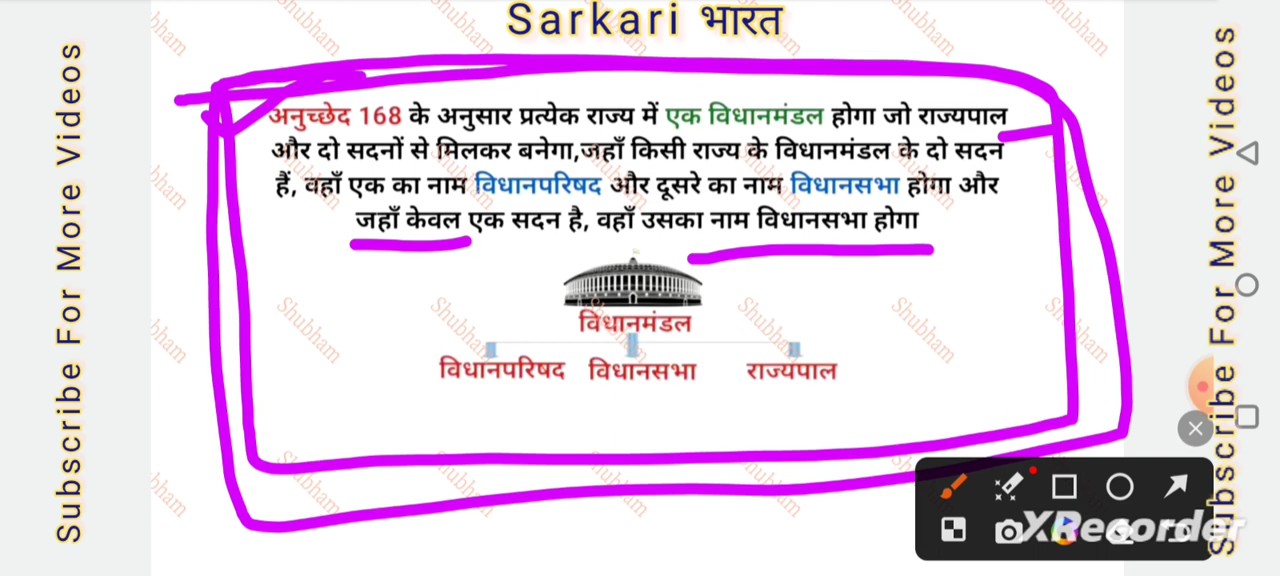 Sarkari भारत
Subscribe For More Videos
अनुच्छेद 168 के अनुसार प्रत्येक राज्य में एक विधानमंडल होगा जो राज्यपाल
और दो सदनों से मिलकर बनेगा,जहाँ किसी राज्य के विधानमंडल के दो सदन
हैं, वहाँ एक का नाम विधानपरिषद और दूसरे का नाम विधानसभा होगा और
जहाँ केवल एक सदन है, वहाँ उसका नाम विधानसभा होगा
विधानमंडल
विधानपरिषद विधानसभा राज्यपाल
Subscribe For More Videos
Shubham
XRecorder